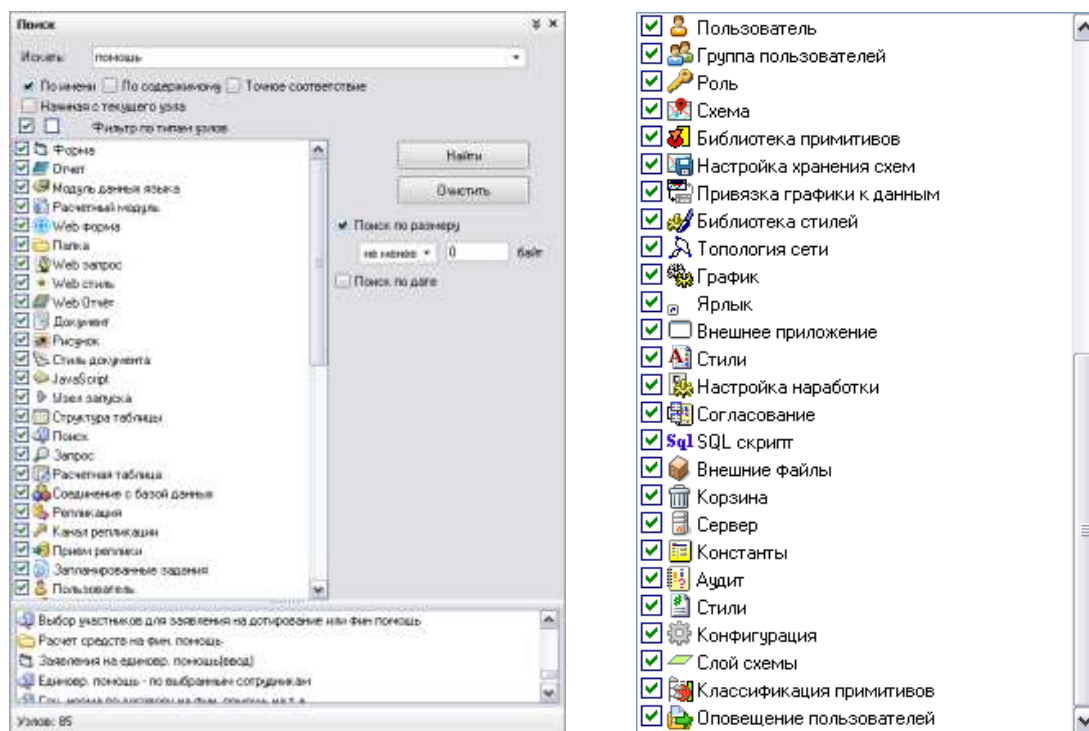 Поиск
Искать: помощь
По имени По содержимому Точное соответствие
Начиная с текущего узла
Фильтр по типам узлов
Форма
Отчет
Модуль данных языка
Расчетный модуль
Web форма
Папка
Web запрос
Web стиль
Web Отчёт
Документ
Рисунок
Стиль документа
JavaScript
Узел запуска
Структура таблицы
Поиск
Запрос
Расчетная таблица
Соединение с базой данных
Репликация
Канал репликации
Прием реплики
Запланированные задания
Пользователь
Найти
Очистить
Поиск по размеру
не менее 0 байт
Поиск по дате
Выбор участников для заявления на дотирование или фин помощь
Расчет средств на фин. помощь
Заявления на единовр. помощь(ввод)
Единовр. помощь - по выбранным сотрудникам
Узлов: 85
Пользователь
Группа пользователей
Роль
Схема
Библиотека примитивов
Настройка хранения схем
Привязка графики к данным
Библиотека стилей
Топология сети
График
Ярлык
Внешнее приложение
Стили
Настройка наработки
Согласование
Sql SQL скрипт
Внешние файлы
Корзина
Сервер
Константы
Аудит
Стили
Конфигурация
Слой схемы
Классификация примитивов
Оповещение пользователей